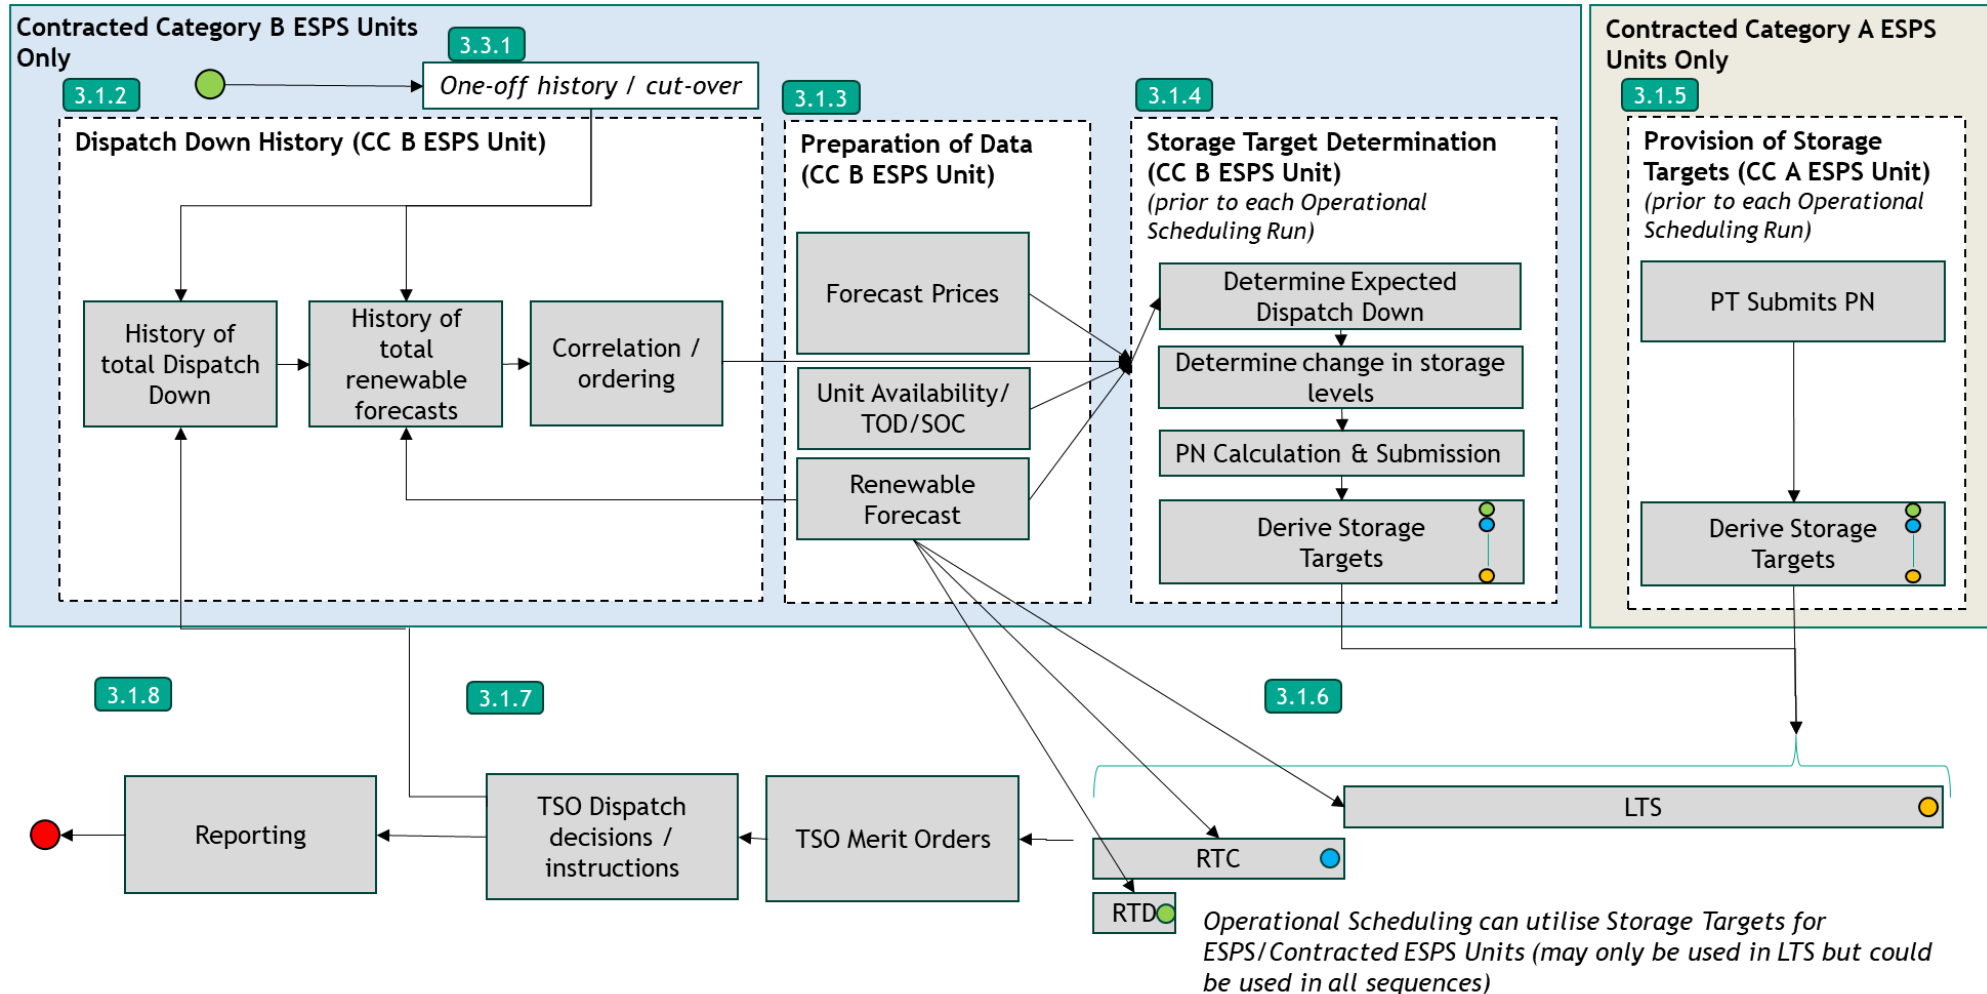 Contracted Category B ESPS Units
Only
3.3.1
One-off history / cut-over
3.1.2
Dispatch Down History (CC B ESPS Unit)
History of
total Dispatch
Down
History of
total
renewable
forecasts
Correlation /
ordering
3.1.3
Preparation of Data
(CC B ESPS Unit)
Forecast Prices
Unit Availability/
TOD/SOC
Renewable
Forecast
3.1.4
Storage Target Determination
(CC B ESPS Unit)
(prior to each Operational
Scheduling Run)
Determine Expected
Dispatch Down
Determine change in storage
levels
PN Calculation & Submission
Derive Storage
Targets
Contracted Category A ESPS
Units Only
3.1.5
Provision of Storage
Targets (CC A ESPS Unit)
(prior to each Operational
Scheduling Run)
PT Submits PN
Derive Storage
Targets
3.1.8
3.1.7
3.1.6
Reporting
TSO Dispatch
decisions /
instructions
TSO Merit Orders
LTS
RTC
RTD
Operational Scheduling can utilise Storage Targets for
ESPS/Contracted ESPS Units (may only be used in LTS but could
be used in all sequences)